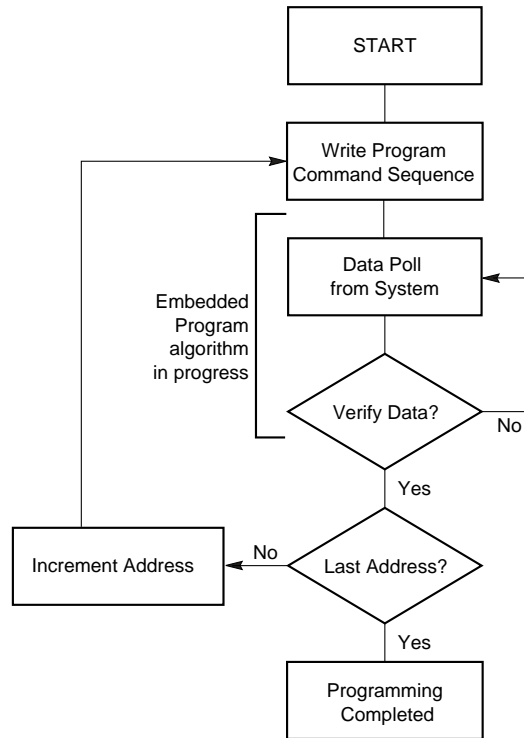 START
Write Program
Command Sequence
Data Poll
from System
Embedded
Program
algorithm
in progress
Verify Data?
No
Yes
No
Increment Address
Last Address?
Yes
Programming
Completed